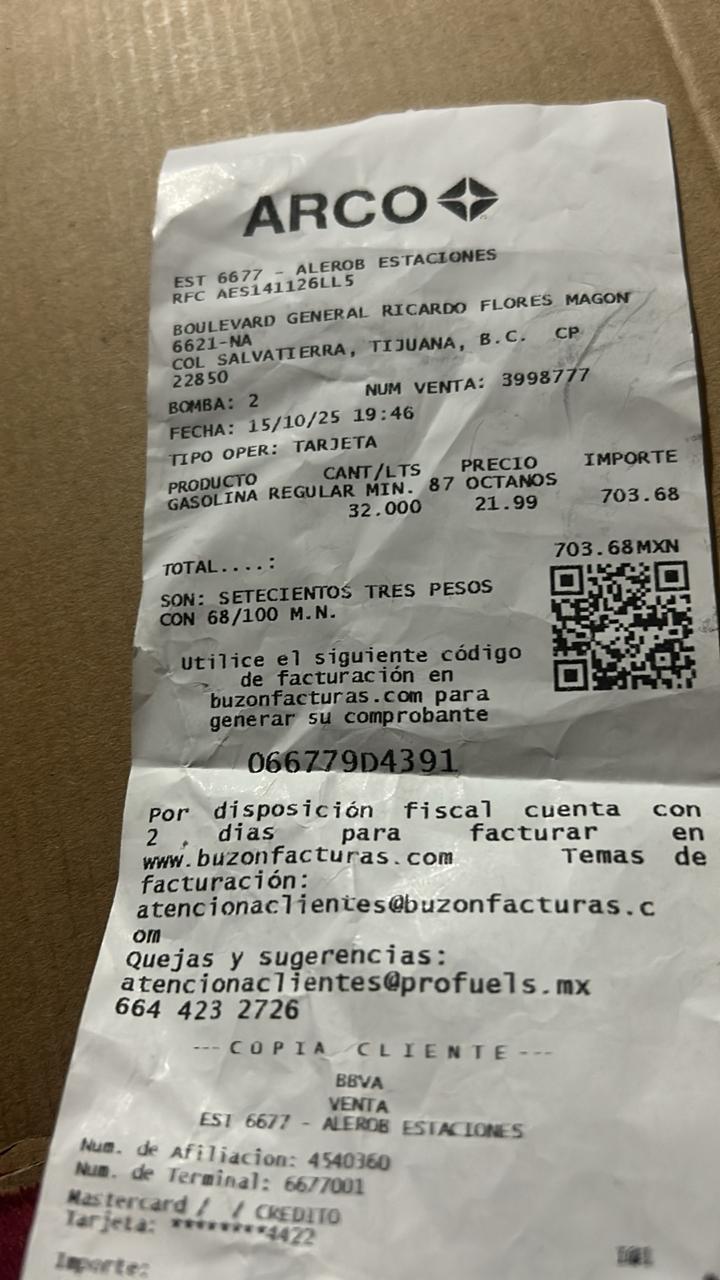 ARCO
EST 6677 - ALEROB ESTACIONES
RFC AES141126LL5
BOULEVARD GENERAL RICARDO FLORES MAGON
6621-NA
COL SALVATIERRA, TIJUANA, B.C. CP
22850
BOMBA: 2 NUM VENTA: 3998777
FECHA: 15/10/25 19:46
TIPO OPER: TARJETA
PRODUCTO CANT/LTS PRECIO IMPORTE
GASOLINA REGULAR MIN. 87 OCTANOS
32.000 21.99 703.68
TOTAL....: 703.68MXN
SON: SETECIENTOS TRES PESOS
CON 68/100 M.N.
Utilice el siguiente código
de facturación en
buzonfacturas.com para
generar su comprobante
066779D4391
Por disposición fiscal cuenta con
2 dias para facturar en
www.buzonfacturas.com Temas de
facturación:
atencionaclientes@buzonfacturas.c
om
Quejas y sugerencias:
atencionaclientes@profuels.mx
664 423 2726
---COPIA CLIENTE---
BBVA
VENTA
EST 6677 - ALEROB ESTACIONES
Num. de Afiliacion: 4540360
Num. de Terminal: 6677001
Mastercard / / CREDITO
Tarjeta: ********4422
Importe: